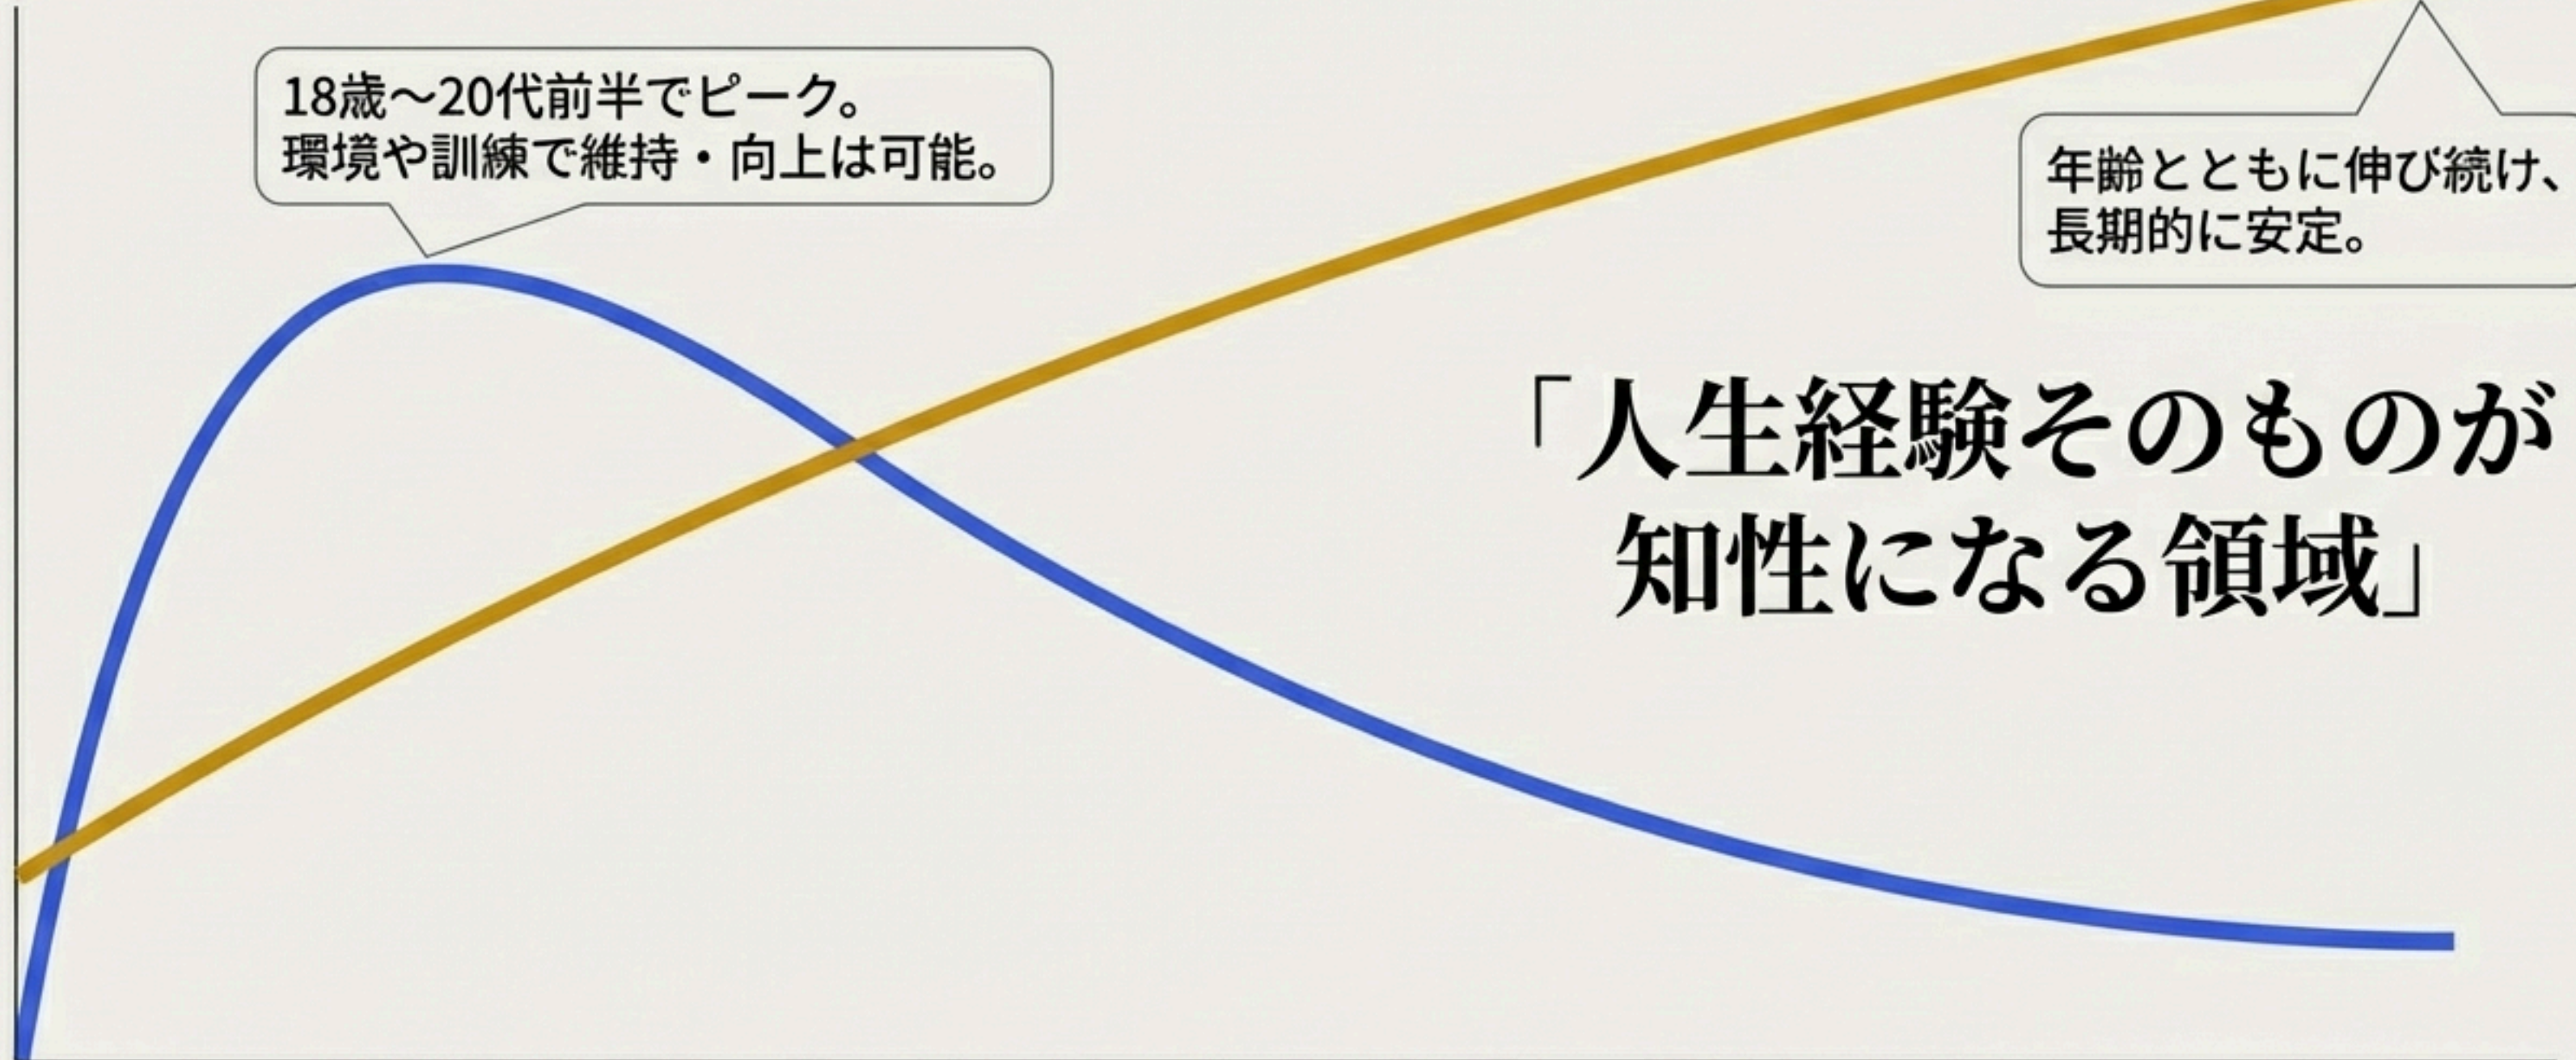 18歳～20代前半でピーク。
環境や訓練で維持・向上は可能。
年齢とともに伸び続け、
長期的に安定。
「人生経験そのものが
知性になる領域」